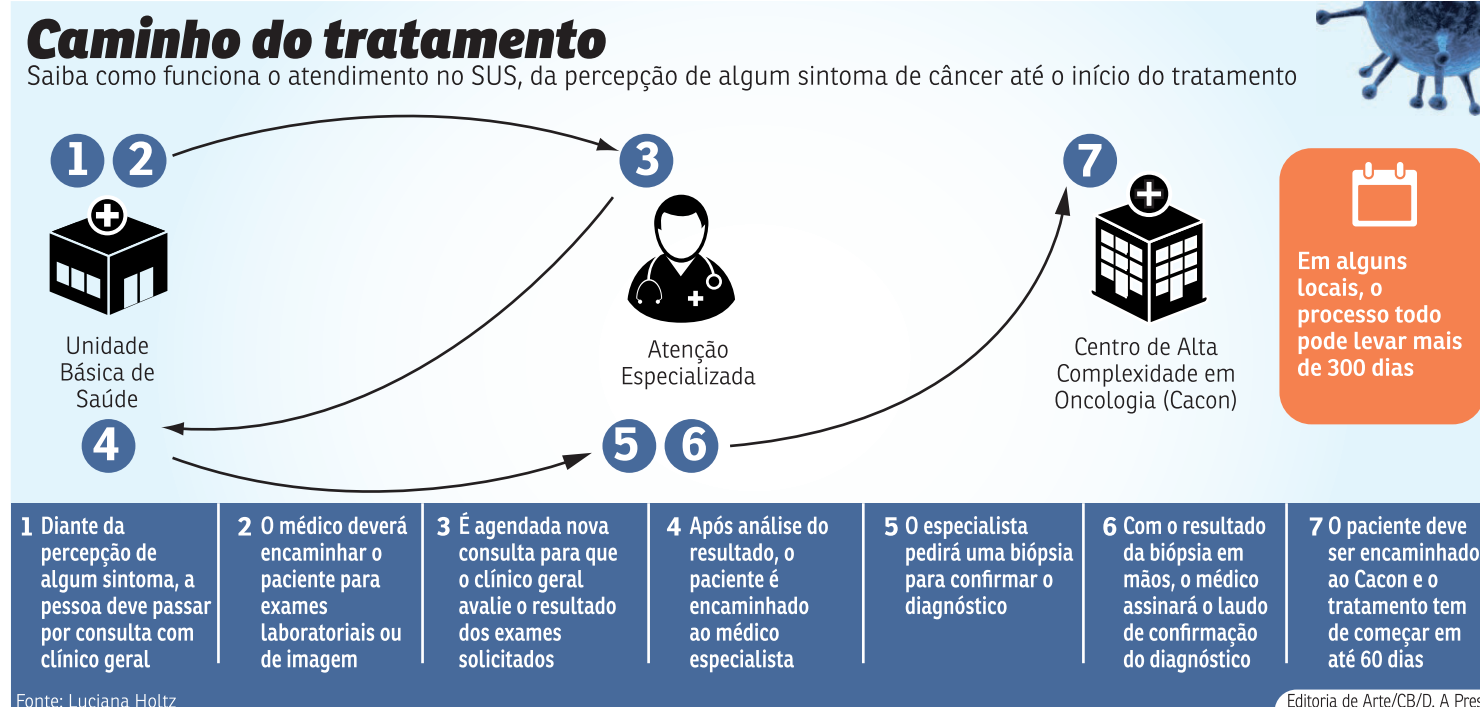 Caminho do tratamento
Saiba como funciona o atendimento no SUS, da percepção de algum sintoma de câncer até o início do tratamento
1 2
3
7
Unidade
Básica de
Saúde
4
Atenção
Especializada
5 6
Centro de Alta
Complexidade em
Oncologia (Cacon)
Em alguns
locais, o
processo todo
pode levar mais
de 300 dias
1 Diante da
percepção de
algum sintoma, a
pessoa deve passar
por consulta com
clínico geral
2 O médico deverá
encaminhar o
paciente para
exames
laboratoriais ou
de imagem
3 É agendada nova
consulta para que
o clínico geral
avalie o resultado
dos exames
solicitados
4 Após análise do
resultado, o
paciente é
encaminhado
ao médico
especialista
5 O especialista
pedirá uma biópsia
para confirmar o
diagnóstico
6 Com o resultado
da biópsia em
mãos, o médico
assinará o laudo
de confirmação
do diagnóstico
7 O paciente deve
ser encaminhado
ao Cacon e o
tratamento tem
de começar em
até 60 dias
Fonte: Luciana Holtz
Editoria de Arte/CB/D. A Pres